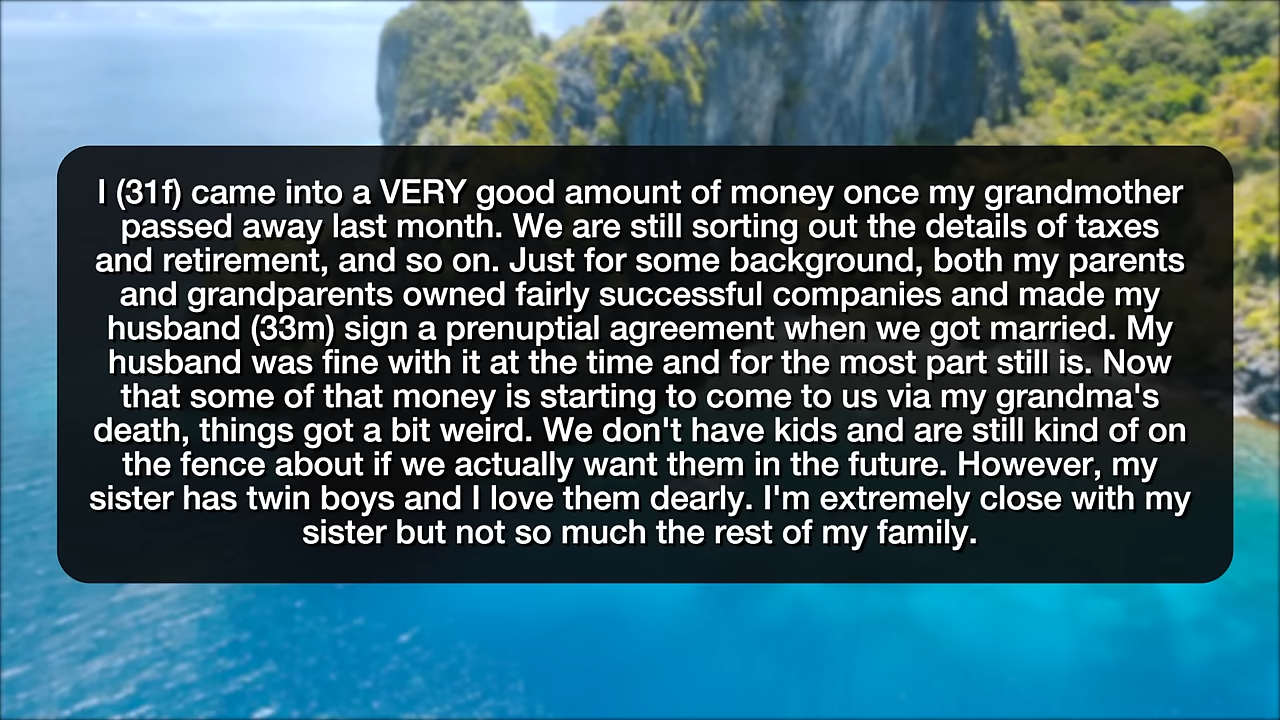 I (31f) came into a VERY good amount of money once my grandmother
passed away last month. We are still sorting out the details of taxes
and retirement, and so on. Just for some background, both my parents
and grandparents owned fairly successful companies and made my
husband (33m) sign a prenuptial agreement when we got married. My
husband was fine with it at the time and for the most part still is. Now
that some of that money is starting to come to us via my grandma's
death, things got a bit weird. We don't have kids and are still kind of on
the fence about if we actually want them in the future. However, my
sister has twin boys and I love them dearly. I'm extremely close with my
sister but not so much the rest of my family.